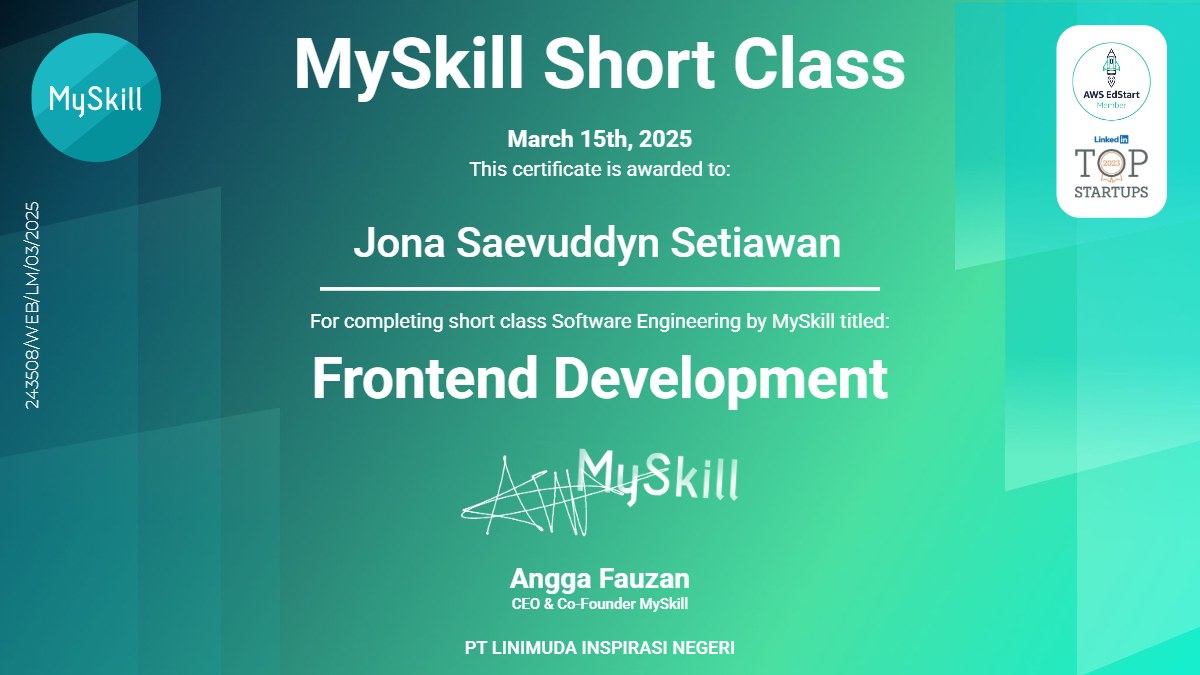 MySkill
MySkill Short Class
AWS EdStart
Member
LinkedIn
TOP
2023
STARTUPS
March 15th, 2025
This certificate is awarded to:
243508/WEB/LM/03/2025
Jona Saevuddyn Setiawan
For completing short class Software Engineering by MySkill titled:
Frontend Development
MySkill
Angga Fauzan
CEO & Co-Founder MySkill
PT LINIMUDA INSPIRASI NEGERI